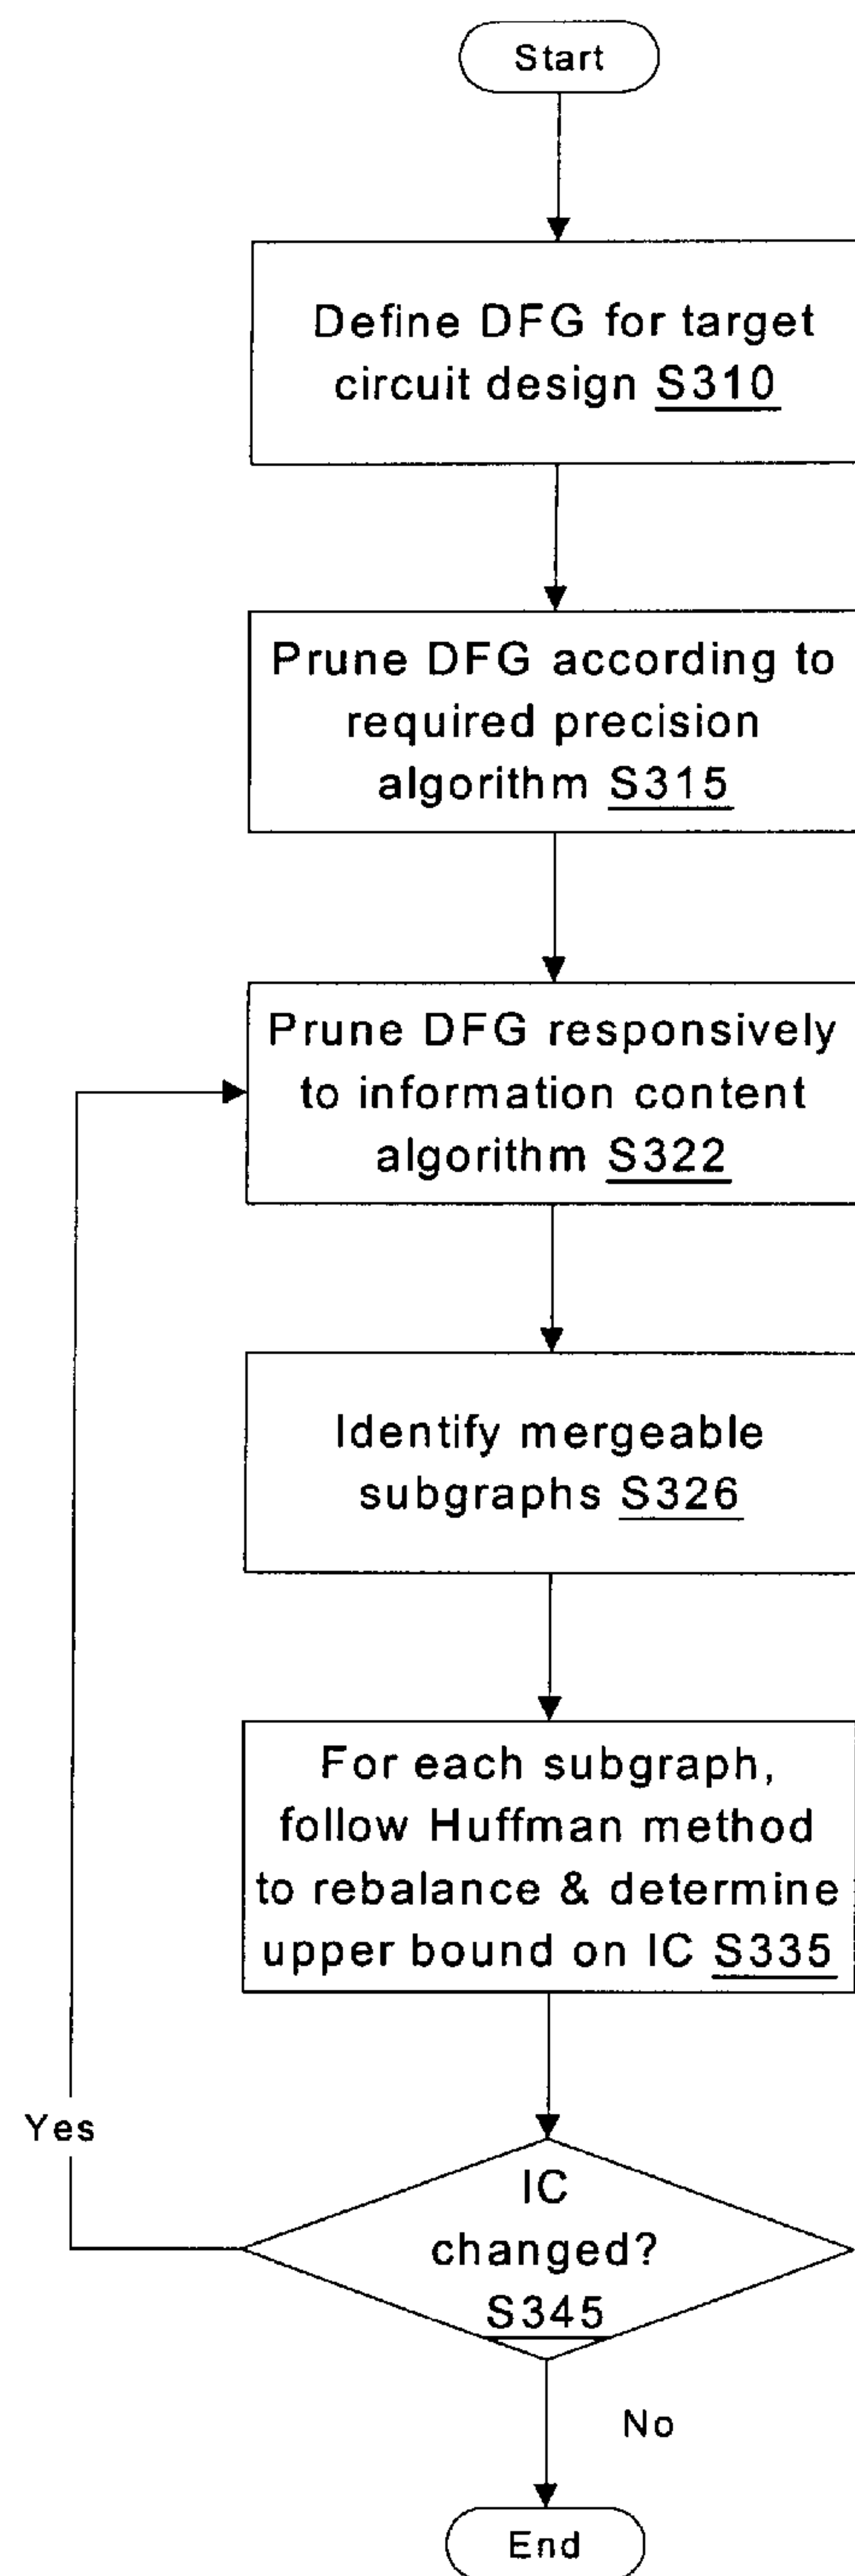 Start
Define DFG for target
circuit design S310
Prune DFG according to
required precision
algorithm S315
Prune DFG responsively
to information content
algorithm S322
Identify mergeable
subgraphs S326
For each subgraph,
follow Huffman method
to rebalance & determine
upper bound on IC S335
Yes
IC
changed?
S345
No
End